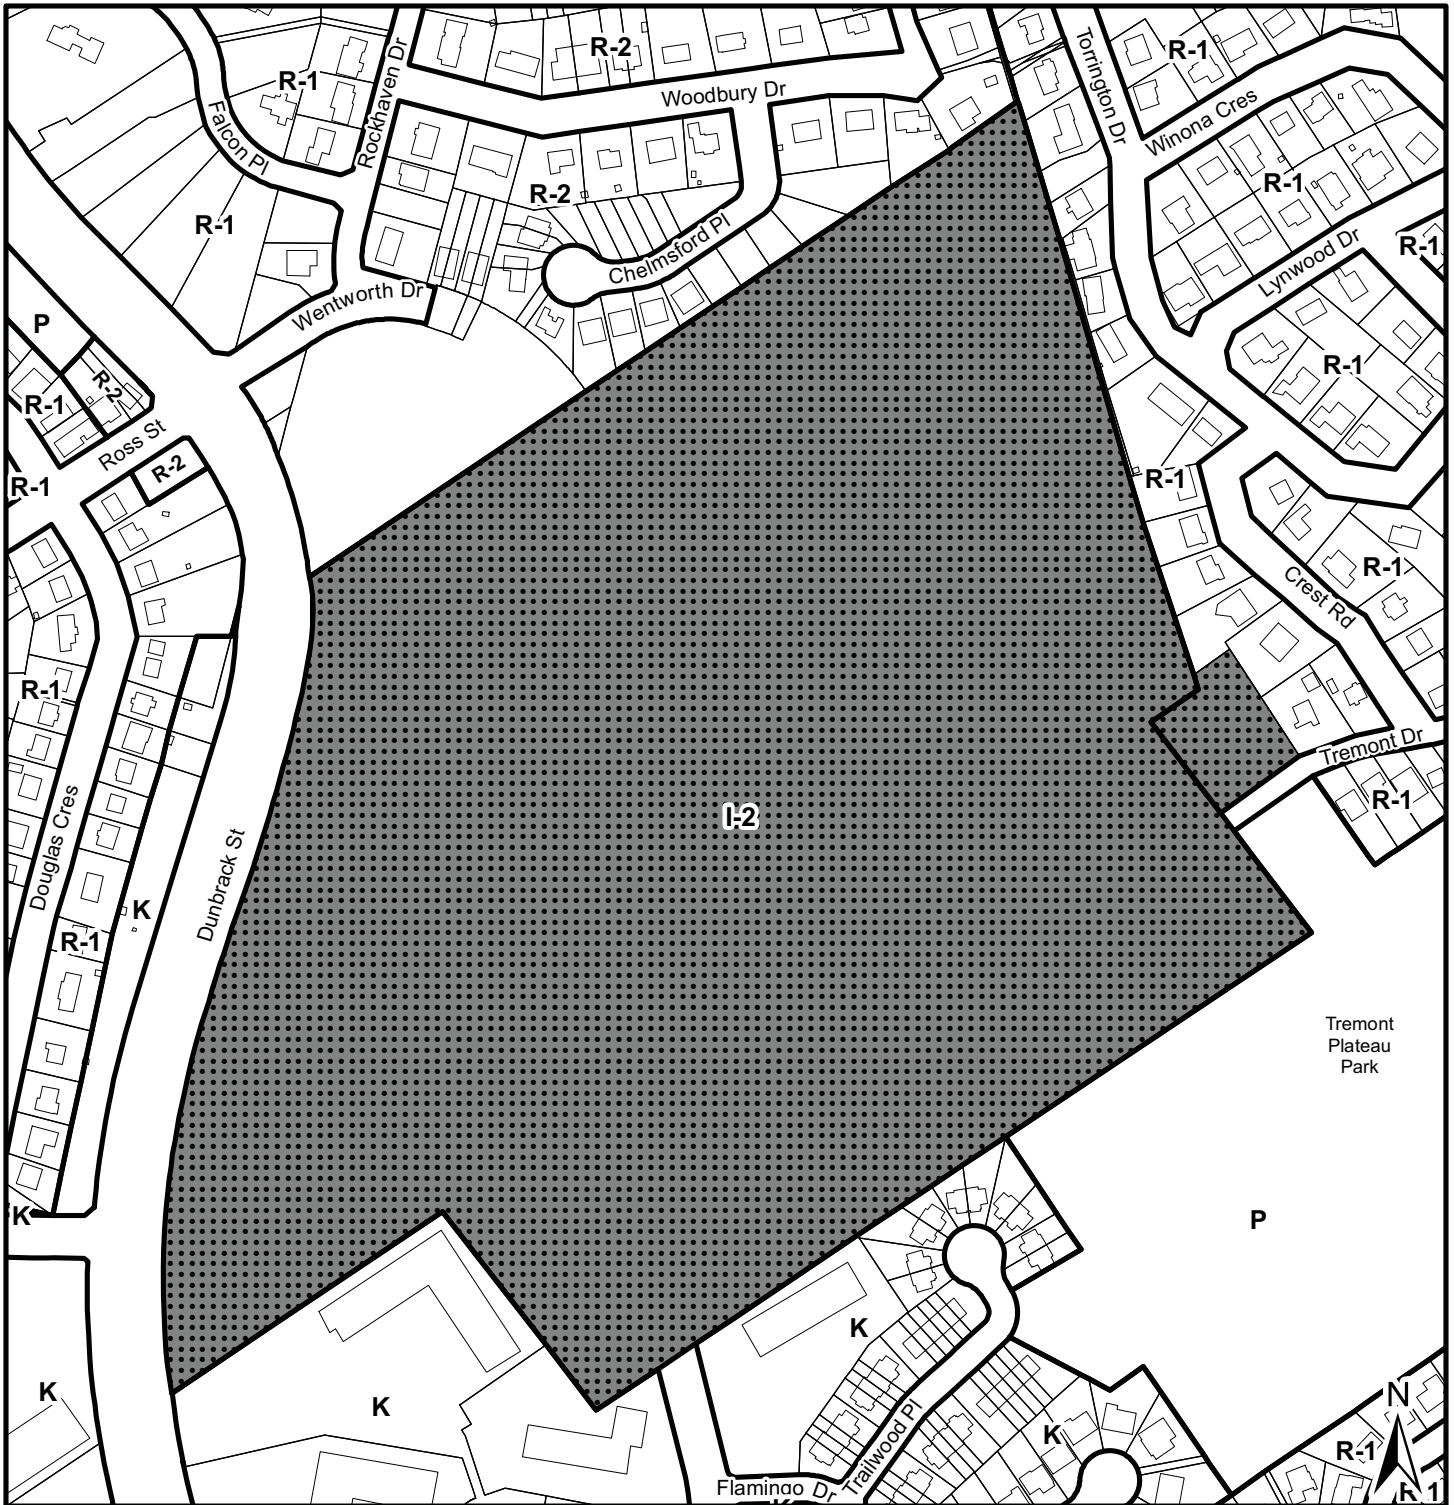 R-2
R-1
Torrington Dr
R-1
Rockhaven Dr
Woodbury Dr
Falcon Pl
Winona Cres
R-2
R-1
R-1
Chelmsford Pl
Lynwood Dr
R-1
Wentworth Dr
P
R-2
R-1
R-1
Ross St
R-2
R-1
R-1
R-1
Crest Rd
R-1
Tremont Dr
R-1
I-2
Douglas Cres
Dunbrack St
K
R-1
Tremont
Plateau
Park
K
P
K
K
K
N
K
R-1
Trailwood Pl
Flamingo Dr
K
R-1